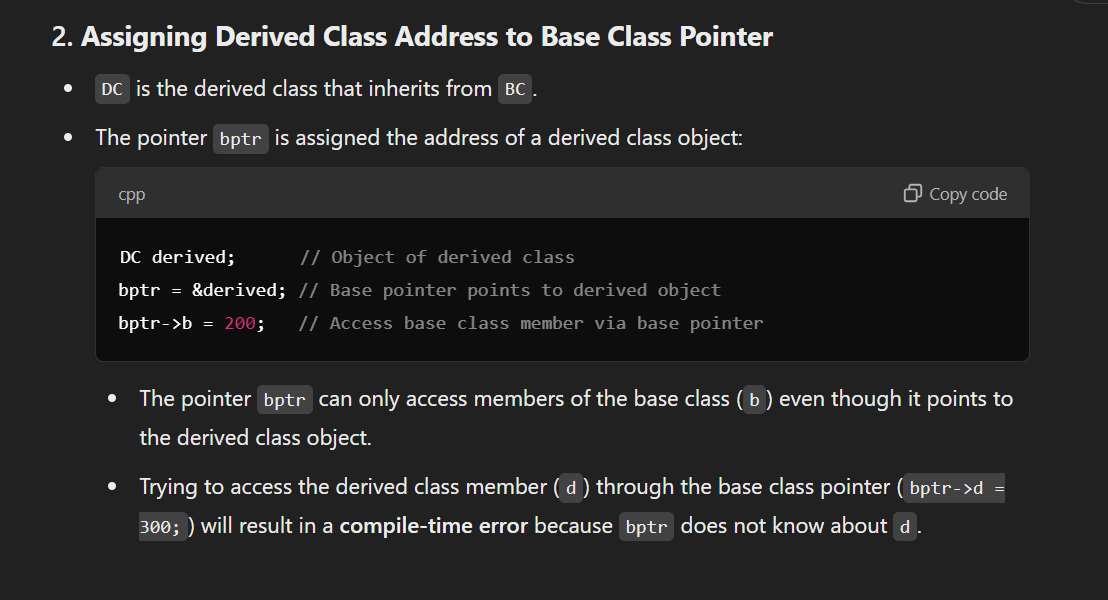 2. Assigning Derived Class Address to Base Class Pointer
• DC is the derived class that inherits from BC.
• The pointer bptr is assigned the address of a derived class object:
cpp Copy code
DC derived;      // Object of derived class
bptr = &derived; // Base pointer points to derived object
bptr->b = 200;   // Access base class member via base pointer
• The pointer bptr can only access members of the base class (b) even though it points to
the derived class object.
• Trying to access the derived class member (d) through the base class pointer (bptr->d =
300;) will result in a compile-time error because bptr does not know about d.